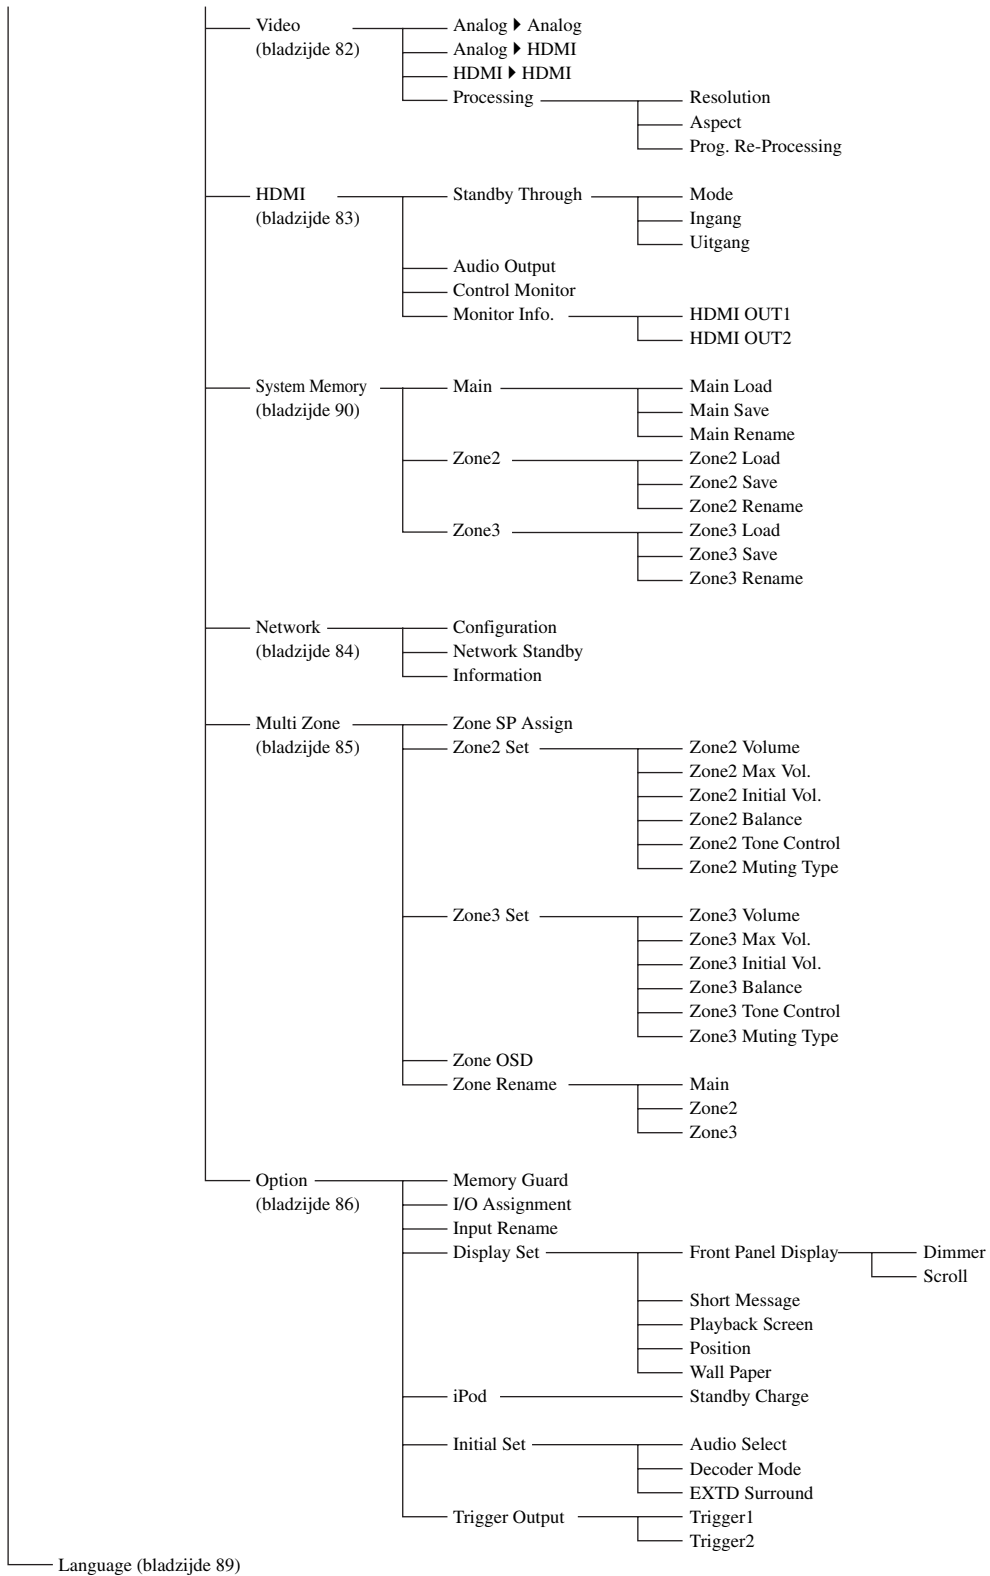 Video
(bladzijde 82)
Analog ▶ Analog
Analog ▶ HDMI
HDMI ▶ HDMI
Processing
Resolution
Aspect
Prog. Re-Processing
HDMI
(bladzijde 83)
Standby Through
Mode
Ingang
Uitgang
Audio Output
Control Monitor
Monitor Info.
HDMI OUT1
HDMI OUT2
System Memory
(bladzijde 90)
Main
Main Load
Main Save
Main Rename
Zone2
Zone2 Load
Zone2 Save
Zone2 Rename
Zone3
Zone3 Load
Zone3 Save
Zone3 Rename
Network
(bladzijde 84)
Configuration
Network Standby
Information
Multi Zone
(bladzijde 85)
Zone SP Assign
Zone2 Set
Zone2 Volume
Zone2 Max Vol.
Zone2 Initial Vol.
Zone2 Balance
Zone2 Tone Control
Zone2 Muting Type
Zone3 Set
Zone3 Volume
Zone3 Max Vol.
Zone3 Initial Vol.
Zone3 Balance
Zone3 Tone Control
Zone3 Muting Type
Zone OSD
Zone Rename
Main
Zone2
Zone3
Option
(bladzijde 86)
Memory Guard
I/O Assignment
Input Rename
Display Set
Front Panel Display
Dimmer
Scroll
Short Message
Playback Screen
Position
Wall Paper
iPod
Standby Charge
Initial Set
Audio Select
Decoder Mode
EXTD Surround
Trigger Output
Trigger1
Trigger2
Language (bladzijde 89)